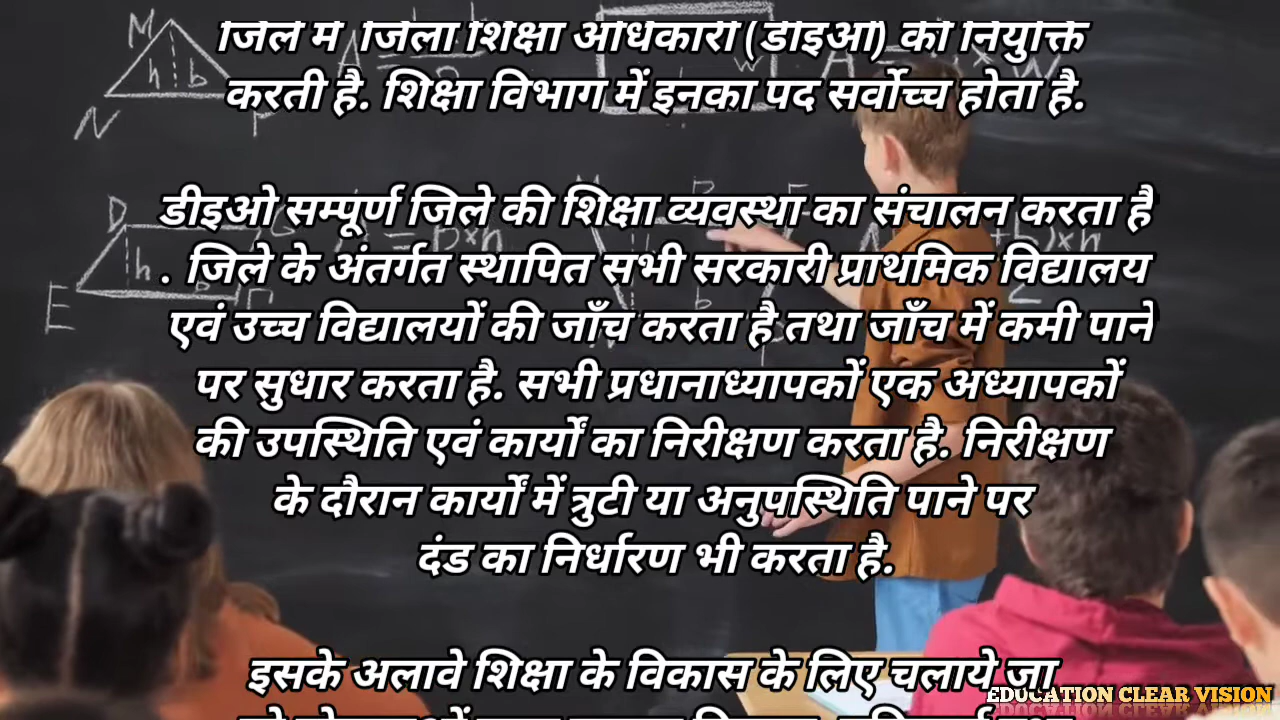 जिले में जिला शिक्षा अधिकारी (डीइओ) की नियुक्ति
करती है. शिक्षा विभाग में इनका पद सर्वोच्च होता है.
डीइओ सम्पूर्ण जिले की शिक्षा व्यवस्था का संचालन करता है
. जिले के अंतर्गत स्थापित सभी सरकारी प्राथमिक विद्यालय
एवं उच्च विद्यालयों की जाँच करता है तथा जाँच में कमी पाने
पर सुधार करता है. सभी प्रधानाध्यापकों एक अध्यापकों
की उपस्थिति एवं कार्यों का निरीक्षण करता है. निरीक्षण
के दौरान कार्यों में त्रुटी या अनुपस्थिति पाने पर
दंड का निर्धारण भी करता है.
इसके अलावे शिक्षा के विकास के लिए चलाये जा
EDUCATION CLEAR VISION
M
h b
N P
D
h
E